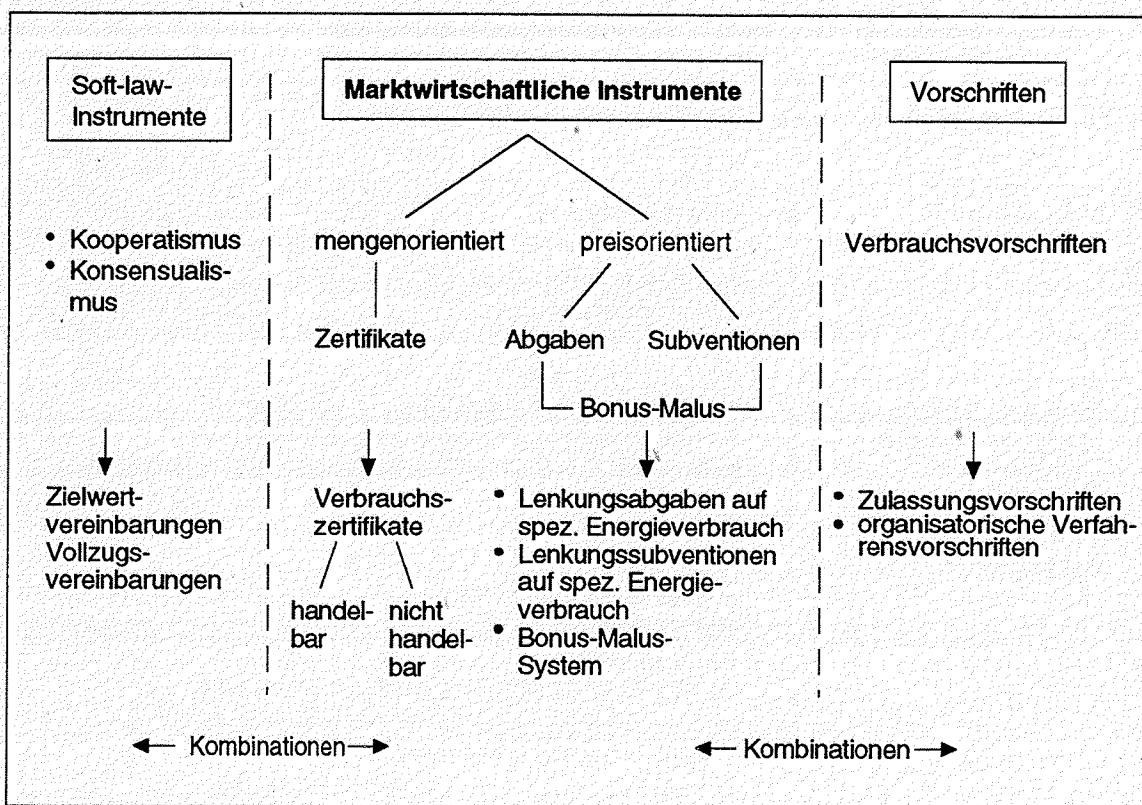 Soft-law-
Instrumente
Marktwirtschaftliche Instrumente
Vorschriften
• Kooperatismus
• Konsensualis-
mus
mengenorientiert
preisorientiert
Verbrauchsvorschriften
Zertifikate
Abgaben
Subventionen
Bonus-Malus
Zielwert-
vereinbarungen
Vollzugs-
vereinbarungen
Verbrauchs-
zertifikate
handel-
bar
nicht
handel-
bar
• Lenkungsabgaben auf
spez. Energieverbrauch
• Lenkungssubventionen
auf spez. Energie-
verbrauch
• Bonus-Malus-
System
• Zulassungsvorschriften
• organisatorische Verfah-
rensvorschriften
Kombinationen
Kombinationen